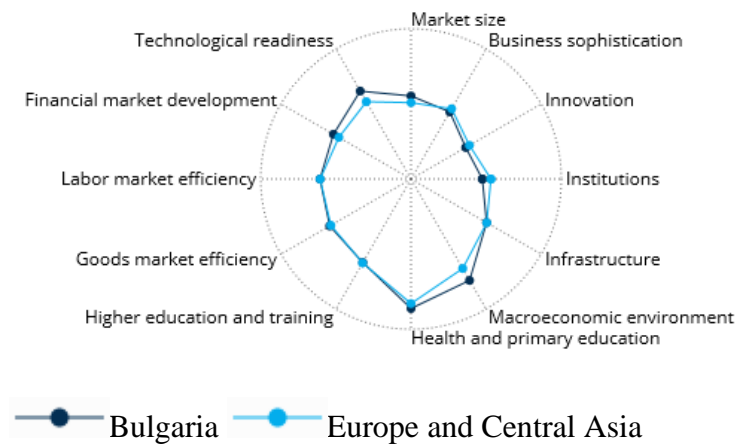 Market size
Technological readiness
Business sophistication
Financial market development
Innovation
Labor market efficiency
Institutions
Goods market efficiency
Infrastructure
Higher education and training
Macroeconomic environment
Health and primary education
Bulgaria Europe and Central Asia